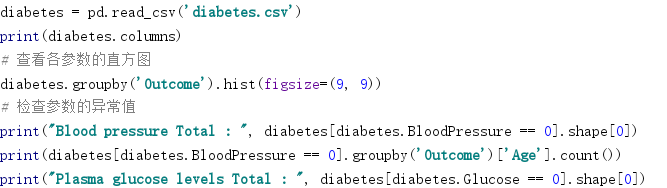 diabetes = pd.read_csv('diabetes.csv')
print(diabetes.columns)
# 查看各参数的直方图
diabetes.groupby('Outcome').hist(figsize=(9, 9))
# 检查参数的异常值
print("Blood pressure Total : ", diabetes[diabetes.BloodPressure == 0].shape[0])
print(diabetes[diabetes.BloodPressure == 0].groupby('Outcome')['Age'].count())
print("Plasma glucose levels Total : ", diabetes[diabetes.Glucose == 0].shape[0])